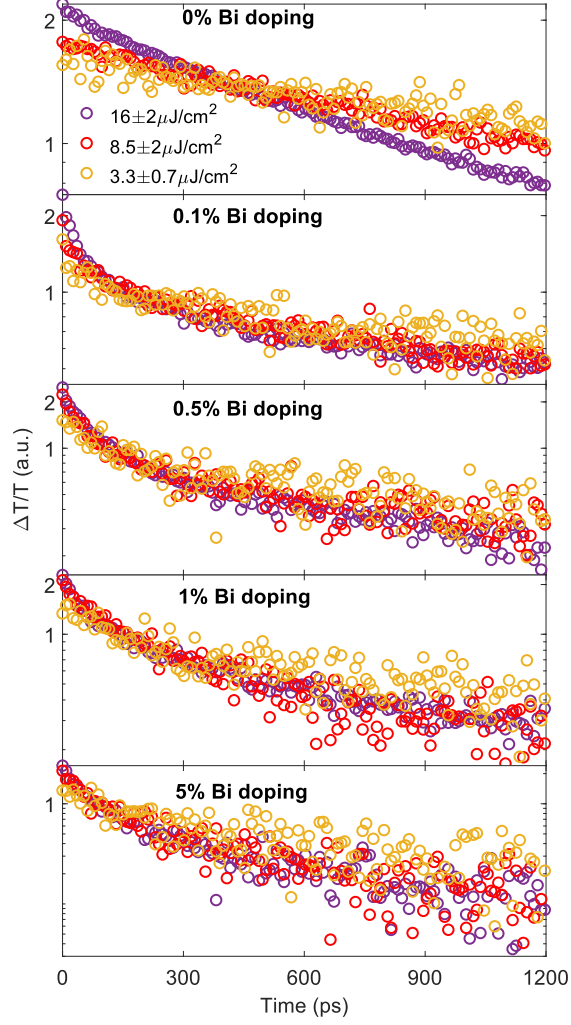 0% Bi doping
2
16±2μJ/cm²
8.5±2μJ/cm²
3.3±0.7μJ/cm²
1
0.1% Bi doping
2
1
0.5% Bi doping
2
1
ΔT/T (a.u.)
1% Bi doping
2
1
5% Bi doping
1
0 300 600 900 1200
Time (ps)